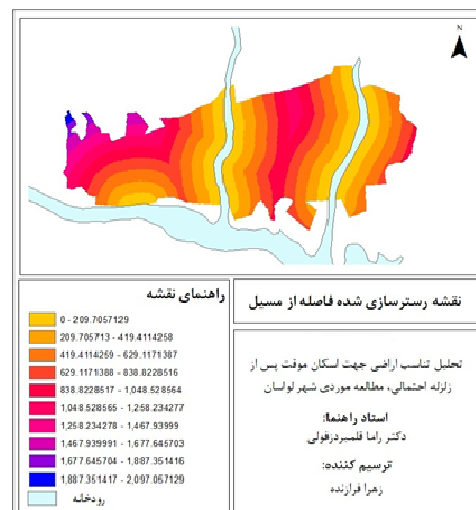 N
راهنمای نقشه
0 - 209.7057129
209.705713 - 419.4114258
419.4114259 - 629.1171387
629.1171388 - 838.8228516
838.8228517 - 1,048.528564
1,048.528565 - 1,258.234277
1,258.234278 - 1,467.93999
1,467.939991 - 1,677.645703
1,677.645704 - 1,887.351416
1,887.351417 - 2,097.057129
رودخانه
نقشه رسترسازی شده فاصله از مسیل
تحلیل تناسب اراضی جهت اسکان موقت پس از
زلزله احتمالی، مطالعه موردی شهر لواسان
استاد راهنما:
دکتر راما قلمبردزفولی
ترسیم کننده:
زهرا فرازنده